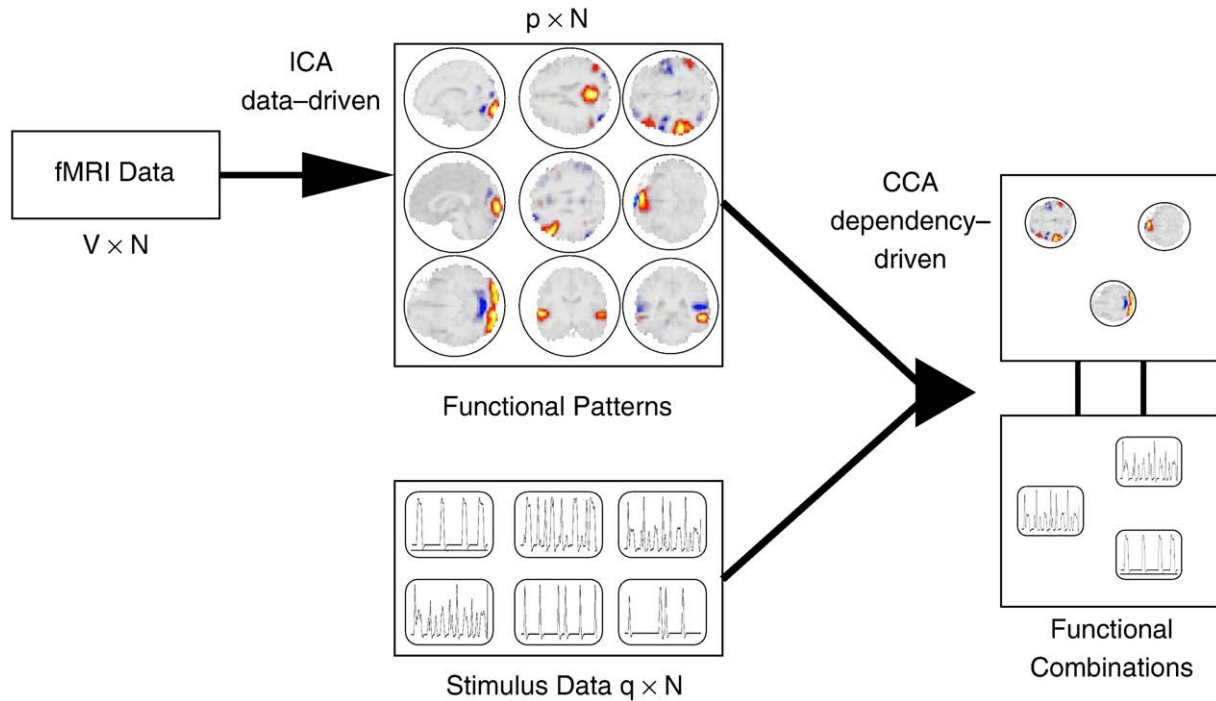 p × N
ICA
data–driven
fMRI Data
V × N
Functional Patterns
CCA
dependency–
driven
Stimulus Data q × N
Functional
Combinations